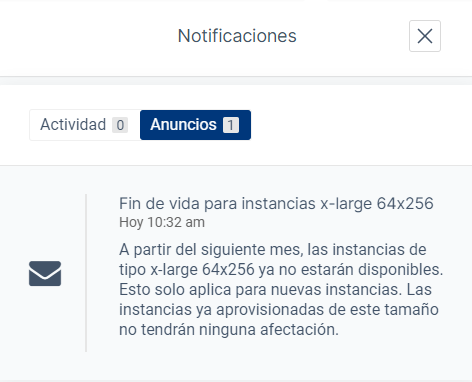 Notificaciones
Actividad 0 Anuncios 1
Fin de vida para instancias x-large 64x256
Hoy 10:32 am
A partir del siguiente mes, las instancias de
tipo x-large 64x256 ya no estarán disponibles.
Esto solo aplica para nuevas instancias. Las
instancias ya aprovisionadas de este tamaño
no tendrán ninguna afectación.